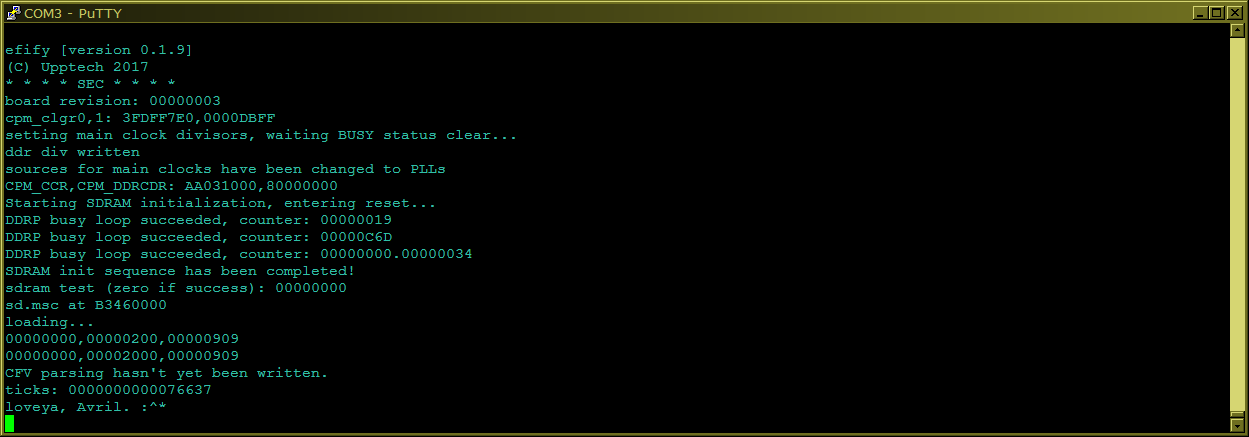 COM3 - PuTTY
efify [version 0.1.9]
(C) Upptech 2017
* * * * SEC * * * *
board revision: 00000003
cpm_clgr0,1: 3FDFF7E0,0000DBFF
setting main clock divisors, waiting BUSY status clear...
ddr div written
sources for main clocks have been changed to PLLs
CPM_CCR,CPM_DDRCDR: AA031000,80000000
Starting SDRAM initialization, entering reset...
DDRP busy loop succeeded, counter: 00000019
DDRP busy loop succeeded, counter: 00000C6D
DDRP busy loop succeeded, counter: 00000000.00000034
SDRAM init sequence has been completed!
sdram test (zero if success): 00000000
sd.msc at B3460000
loading...
00000000,00000200,00000909
00000000,00002000,00000909
CFV parsing hasn't yet been written.
ticks: 0000000000076637
loveya, Avril. :^*